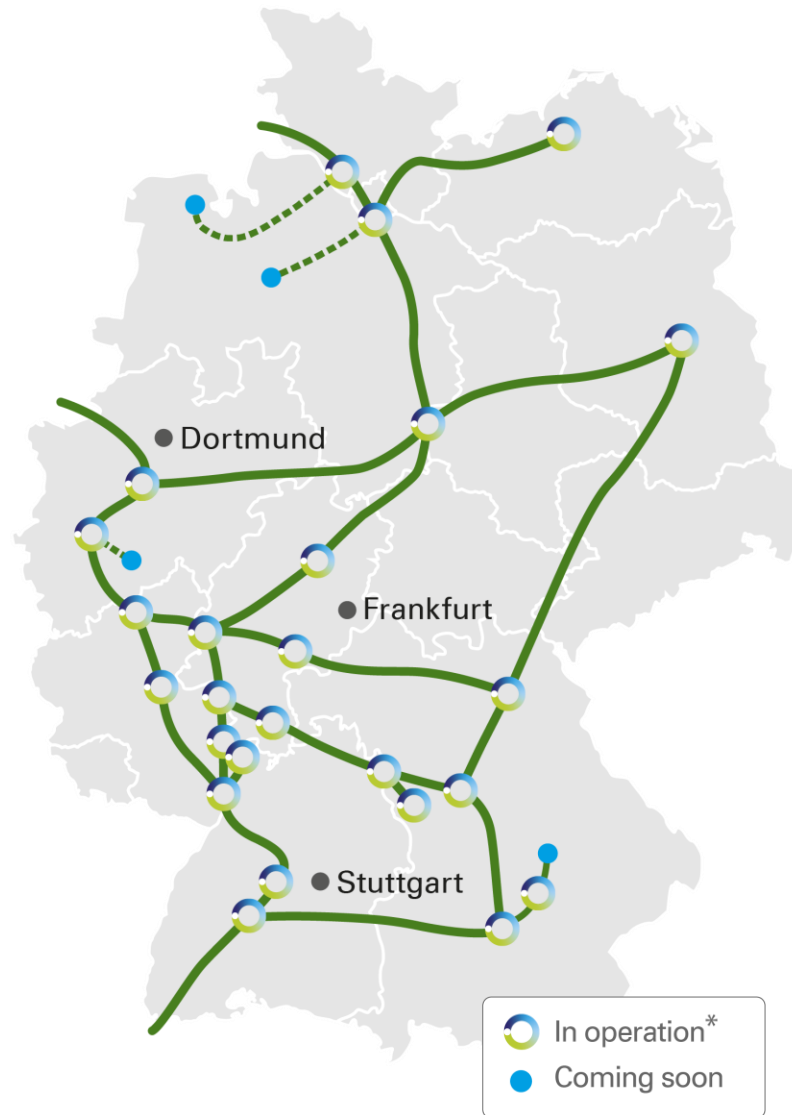 Dortmund
Frankfurt
Stuttgart
In operation*
Coming soon